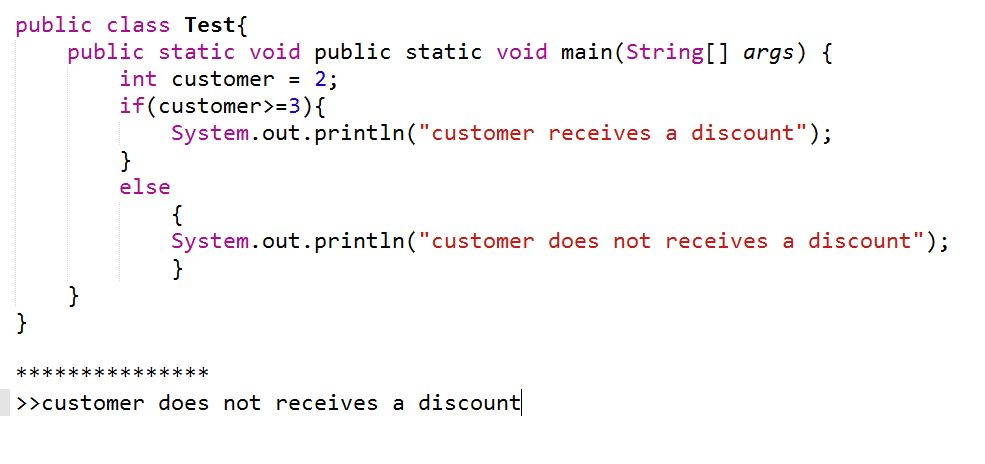 public class Test{
public static void public static void main(String[] args) {
int customer = 2;
if(customer>=3){
System.out.println("customer receives a discount");
}
else
{
System.out.println("customer does not receives a discount");
}
}
}
***************
>>customer does not receives a discount